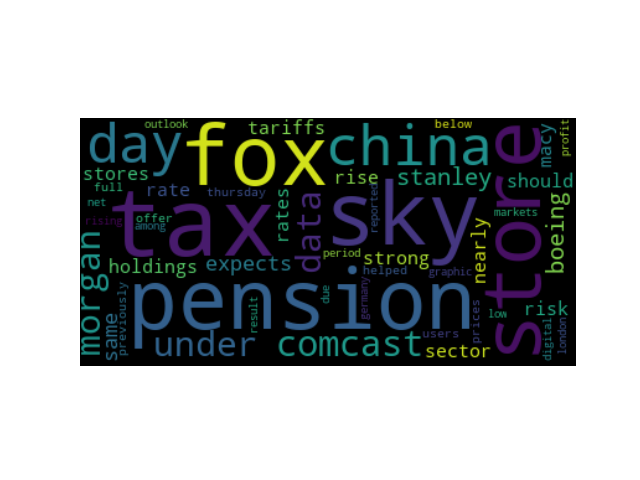 outlook
tariffs
below
day
fox
china
store
macy
profit
stores
rise
stanley
should
full
rate
thursday
net
tax
rates
data
sky
reported
markets
boeing
rising
offer
among
morgan
holdings
expects
period
strong
nearly
helped
graphic
same
previously
pension
result
due
germany
prices
low
risk
under
comcast
users
sector
digital
london